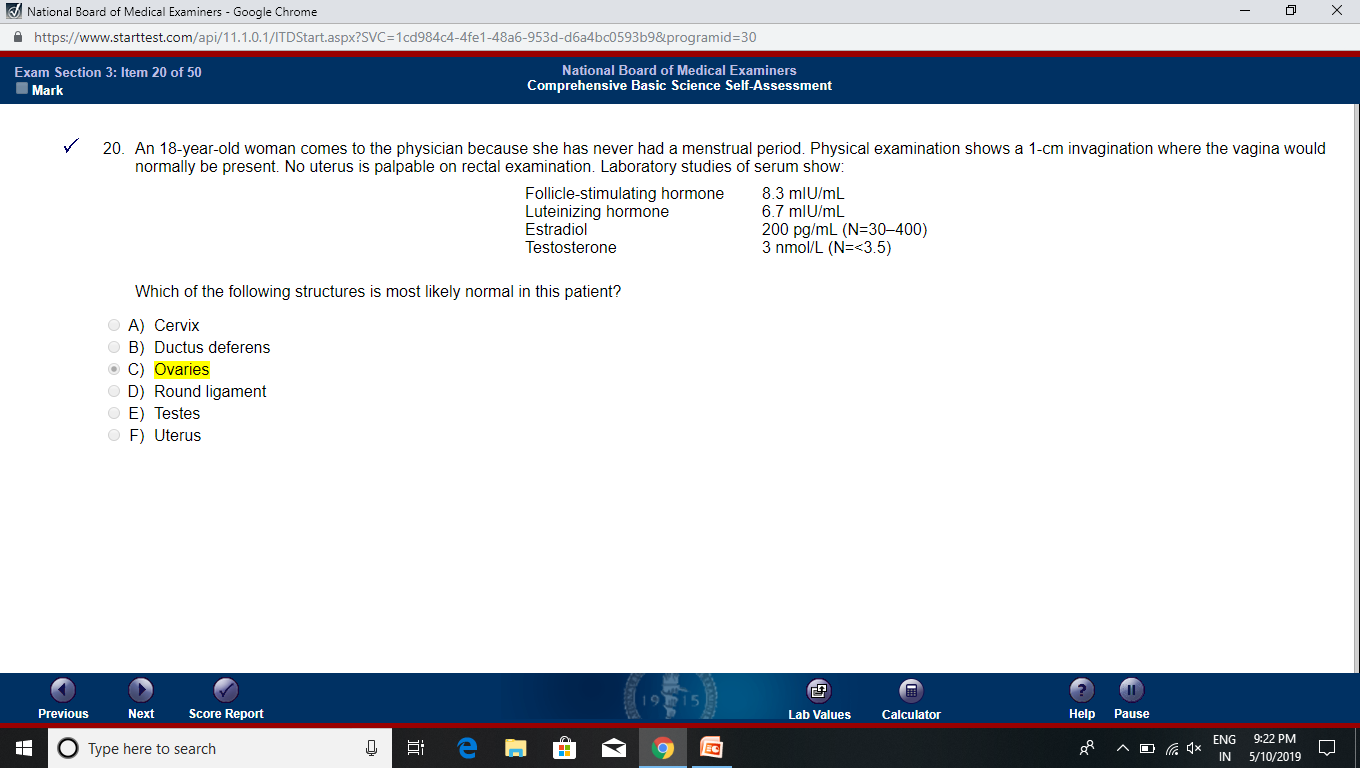 National Board of Medical Examiners - Google Chrome
https://www.starttest.com/api/11.1.0.1/ITDStart.aspx?SVC=1cd984c4-4fe1-48a6-953d-d6a4bc0593b9&programid=30
Exam Section 3: Item 20 of 50
National Board of Medical Examiners
Mark
Comprehensive Basic Science Self-Assessment
20. An 18-year-old woman comes to the physician because she has never had a menstrual period. Physical examination shows a 1-cm invagination where the vagina would
normally be present. No uterus is palpable on rectal examination. Laboratory studies of serum show:
Follicle-stimulating hormone 8.3 mIU/mL
Luteinizing hormone 6.7 mIU/mL
Estradiol 200 pg/mL (N=30–400)
Testosterone 3 nmol/L (N=<3.5)
Which of the following structures is most likely normal in this patient?
A) Cervix
B) Ductus deferens
C) Ovaries
D) Round ligament
E) Testes
F) Uterus
19 15
Previous Next Score Report Lab Values Calculator Help Pause
Type here to search
ENG 9:22 PM
IN 5/10/2019